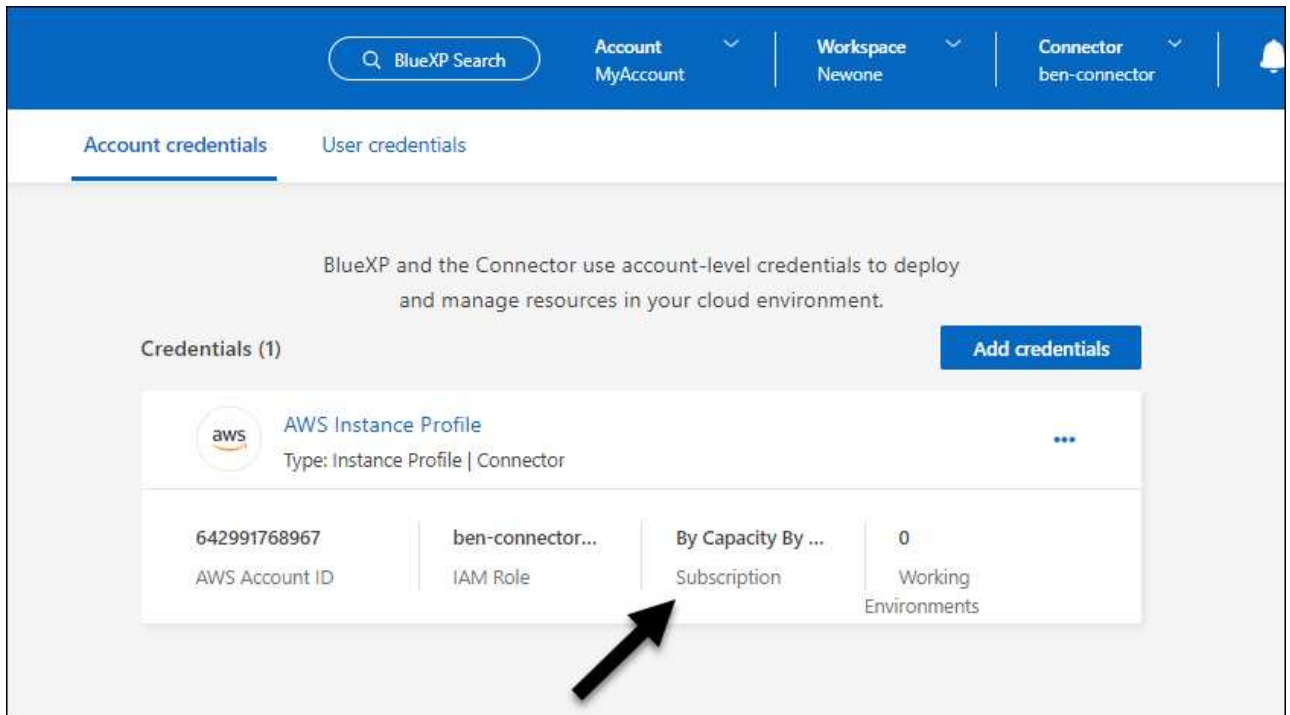 BlueXP Search
Account
MyAccount
Workspace
Newone
Connector
ben-connector
Account credentials
User credentials
BlueXP and the Connector use account-level credentials to deploy
and manage resources in your cloud environment.
Credentials (1)
Add credentials
aws
AWS Instance Profile
Type: Instance Profile | Connector
642991768967
AWS Account ID
ben-connector...
IAM Role
By Capacity By ...
Subscription
0
Working
Environments